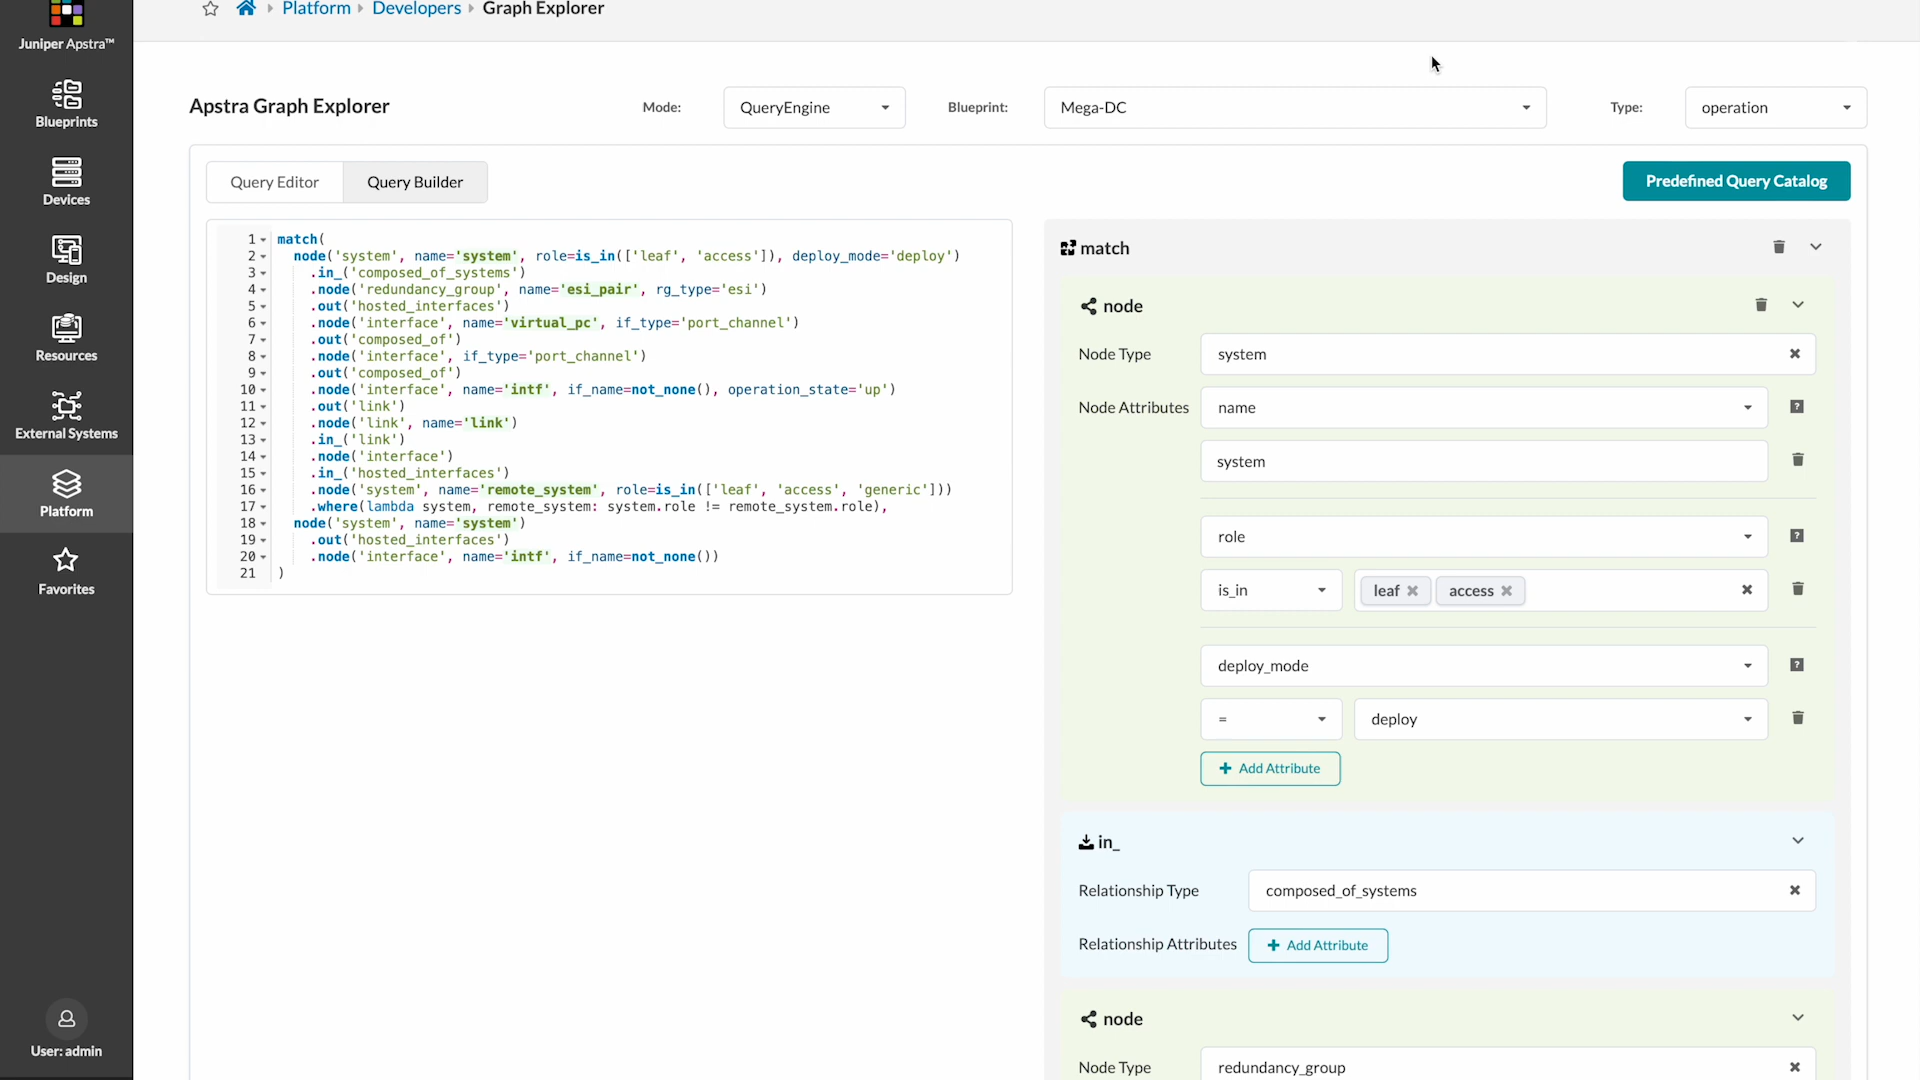 Juniper Apstra™
Platform
Developers
Graph Explorer
Blueprints
Devices
Design
Resources
External Systems
Platform
Favorites
User: admin
Apstra Graph Explorer
Mode:
QueryEngine
Blueprint:
Mega-DC
Type:
operation
Query Editor
Query Builder
Predefined Query Catalog
1 match(
2 node('system', name='system', role=is_in(['leaf', 'access']), deploy_mode='deploy')
3 .in_('composed_of_systems')
4 .node('redundancy_group', name='esi_pair', rg_type='esi')
5 .out('hosted_interfaces')
6 .node('interface', name='virtual_pc', if_type='port_channel')
7 .out('composed_of')
8 .node('interface', if_type='port_channel')
9 .out('composed_of')
10 .node('interface', name='intf', if_name=not_none(), operation_state='up')
11 .out('link')
12 .node('link', name='link')
13 .in_('link')
14 .node('interface')
15 .in_('hosted_interfaces')
16 .node('system', name='remote_system', role=is_in(['leaf', 'access', 'generic']))
17 .where(lambda system, remote_system: system.role != remote_system.role),
18 node('system', name='system')
19 .out('hosted_interfaces')
20 .node('interface', name='intf', if_name=not_none())
21 )
match
node
Node Type
system
Node Attributes
name
?
system
role
?
is_in
leaf
access
deploy_mode
?
=
deploy
+ Add Attribute
in_
Relationship Type
composed_of_systems
Relationship Attributes
+ Add Attribute
node
Node Type
redundancy_group